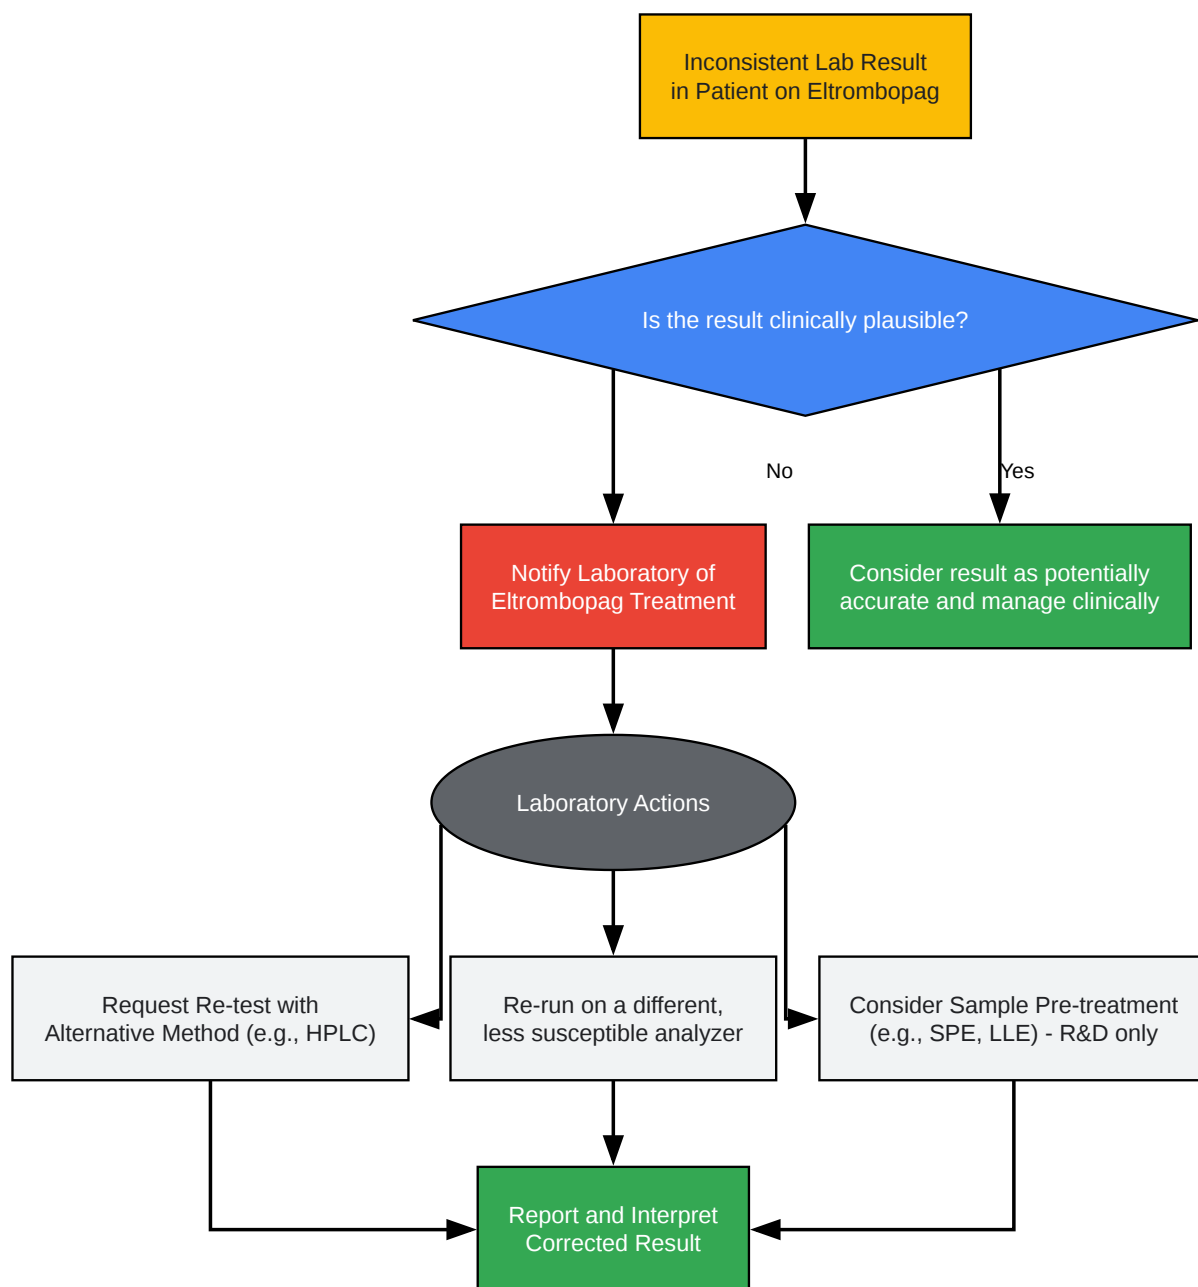 Inconsistent Lab Result
in Patient on Eltrombopag
Is the result clinically plausible?
No
Yes
Notify Laboratory of
Eltrombopag Treatment
Consider result as potentially
accurate and manage clinically
Laboratory Actions
Request Re-test with
Alternative Method (e.g., HPLC)
Re-run on a different,
less susceptible analyzer
Consider Sample Pre-treatment
(e.g., SPE, LLE) - R&D only
Report and Interpret
Corrected Result